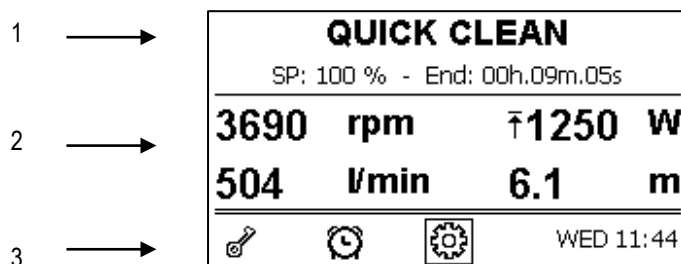 1 QUICK CLEAN
SP: 100 % - End: 00h.09m.05s
3690 rpm 1250 W
2
504 l/min 6.1 m
3 WED 11:44